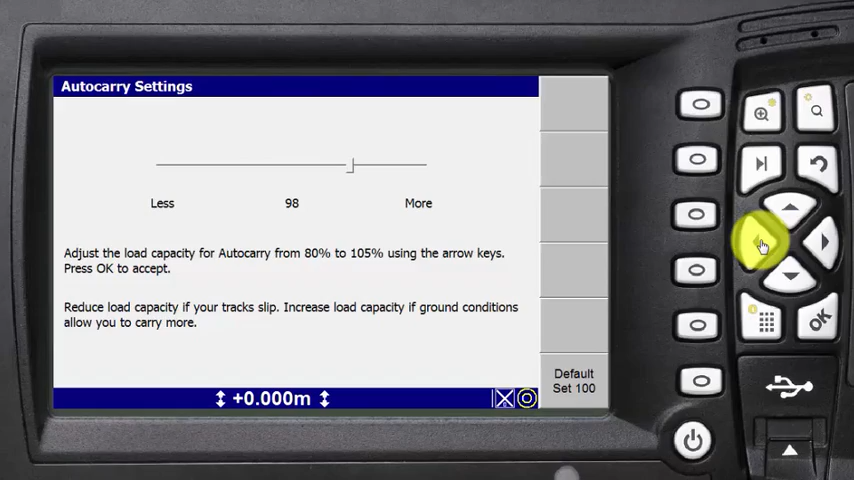 Autocarry Settings
Less 98 More
Adjust the load capacity for Autocarry from 80% to 105% using the arrow keys.
Press OK to accept.
Reduce load capacity if your tracks slip. Increase load capacity if ground conditions
allow you to carry more.
Default
Set 100
+0.000m
OK